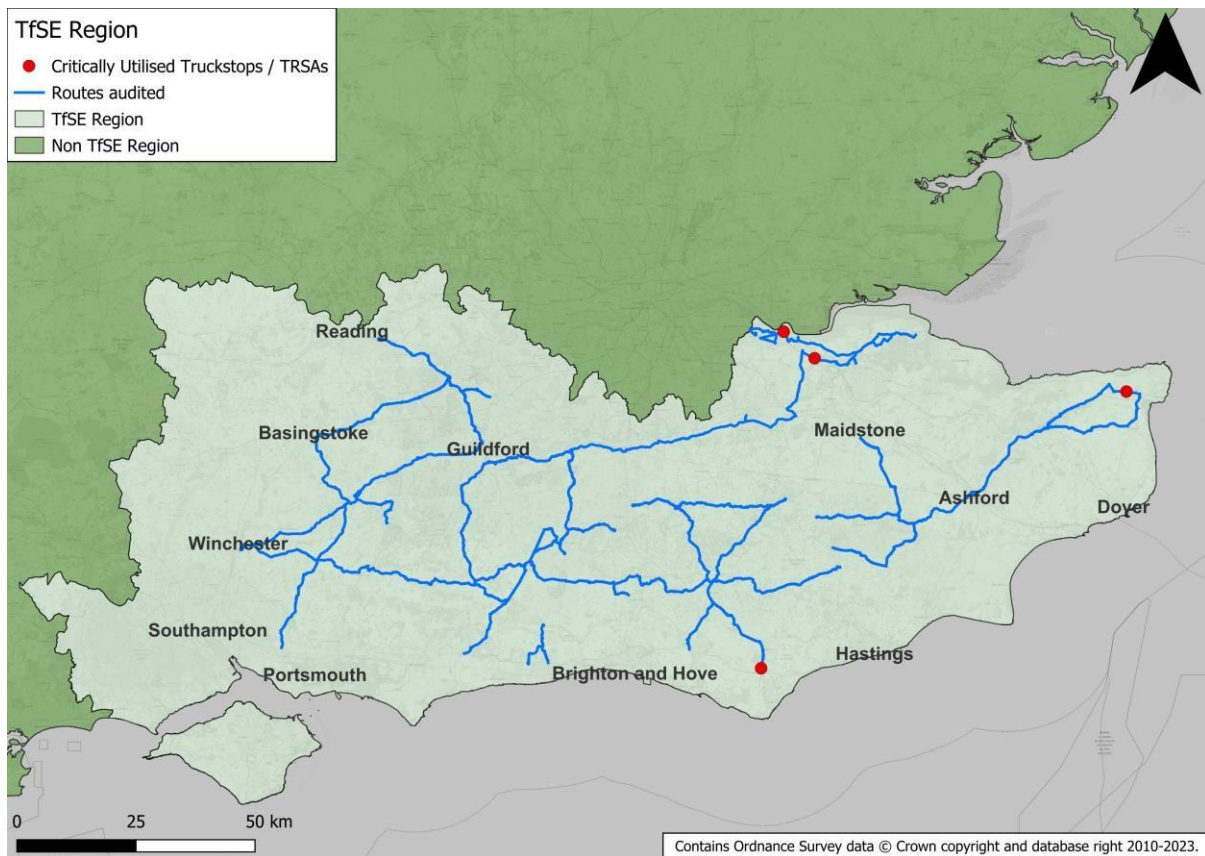 TfSE Region
Critically Utilised Truckstops / TRSAs
Routes audited
TfSE Region
Non TfSE Region
Reading
Basingstoke
Guildford
Maidstone
Ashford
Dover
Winchester
Southampton
Portsmouth
Brighton and Hove
Hastings
0 25 50 km
Contains Ordnance Survey data © Crown copyright and database right 2010-2023.